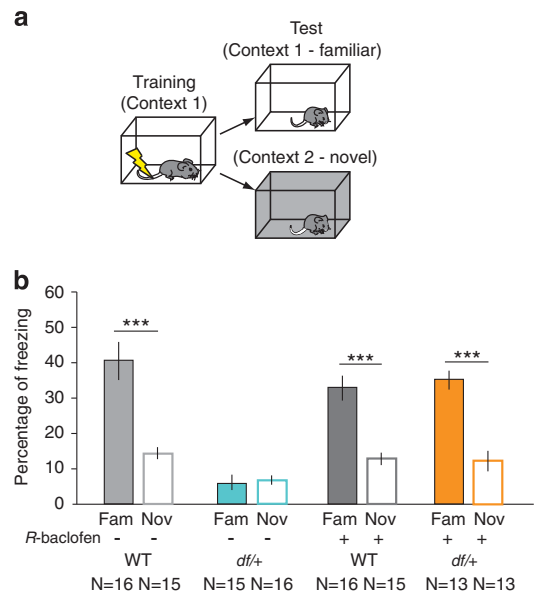 a
Test
(Context 1 - familiar)
Training
(Context 1)
(Context 2 - novel)
b
Percentage of freezing
60
50
40
30
20
10
0
*** *** ***
Fam Nov Fam Nov Fam Nov Fam Nov
R-baclofen - - - - + + + +
WT df/+ WT df/+
N=16 N=15 N=15 N=16 N=16 N=15 N=13 N=13